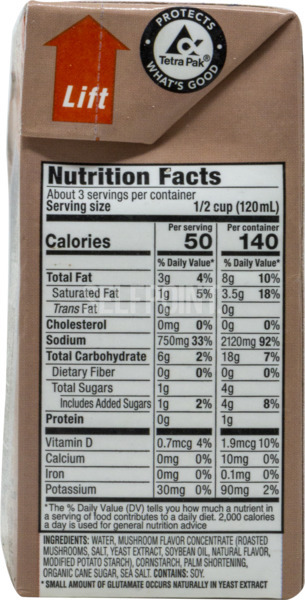 PROTECTS
Tetra Pak®
WHAT'S GOOD
Lift
Nutrition Facts
About 3 servings per container
Serving size 1/2 cup (120mL)
Per serving Per container
Calories 50 140
% Daily Value* % Daily Value*
Total Fat 3g 4% 8g 10%
Saturated Fat 1g 5% 3.5g 18%
Trans Fat 0g 0g
Cholesterol 0mg 0% 0g 0%
Sodium 750mg 33% 2120mg 92%
Total Carbohydrate 6g 2% 18g 7%
Dietary Fiber 0g 0% 0g 0%
Total Sugars 1g 4g
Includes Added Sugars 1g 2% 4g 8%
Protein 0g 1g
Vitamin D 0.7mcg 4% 1.9mcg 10%
Calcium 0mg 0% 10mg 0%
Iron 0mg 0% 0.1mg 0%
Potassium 30mg 0% 90mg 2%
*The % Daily Value (DV) tells you how much a nutrient in
a serving of food contributes to a daily diet. 2,000 calories
a day is used for general nutrition advice
INGREDIENTS: WATER, MUSHROOM FLAVOR CONCENTRATE (ROASTED
MUSHROOMS, SALT, YEAST EXTRACT, SOYBEAN OIL, NATURAL FLAVOR,
MODIFIED POTATO STARCH), CORNSTARCH, PALM SHORTENING,
ORGANIC CANE SUGAR, SEA SALT. CONTAINS: SOY.
* SMALL AMOUNT OF GLUTAMATE OCCURS NATURALLY IN YEAST EXTRACT